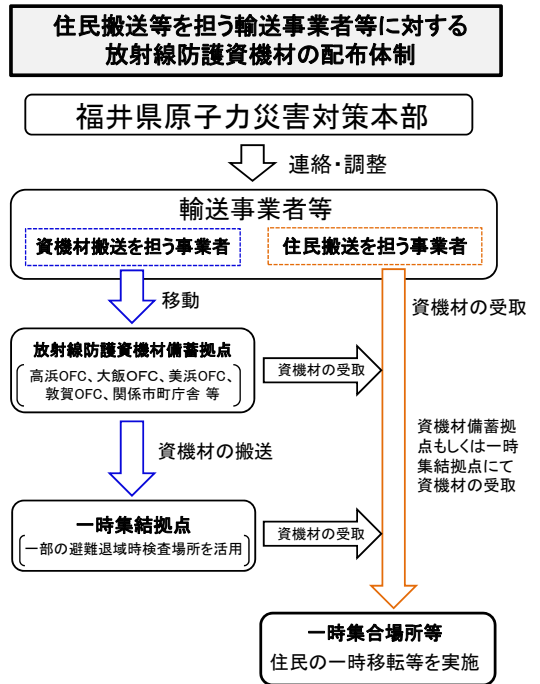 住民搬送等を担う輸送事業者等に対する
放射線防護資機材の配布体制
福井県原子力災害対策本部
連絡・調整
輸送事業者等
資機材搬送を担う事業者
住民搬送を担う事業者
移動
資機材の受取
放射線防護資機材備蓄拠点
高浜OFC、大飯OFC、美浜OFC、
敦賀OFC、関係市町庁舎 等
資機材の受取
資機材の搬送
資機材備蓄拠
点もしくは一時
集結拠点にて
資機材の受取
一時集結拠点
一部の避難退域時検査場所を活用
資機材の受取
一時集合場所等
住民の一時移転等を実施